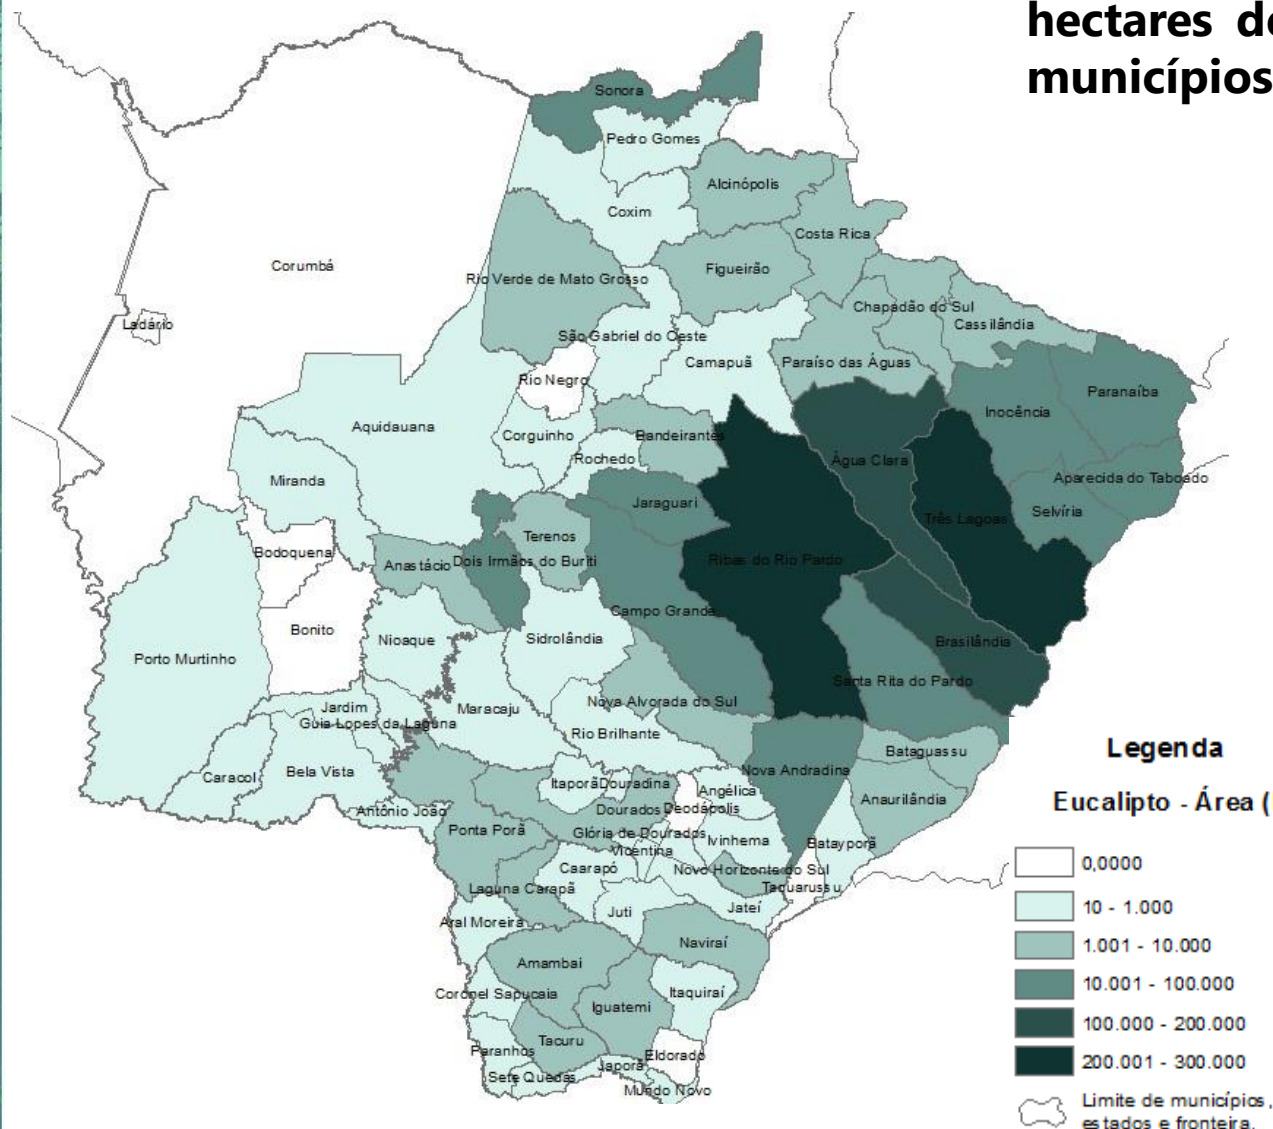 hectares de
municípios
Sonora
Pedro Gomes
Alcinópolis
Coxim
Costa Rica
Corumbá
Figueirão
Rio Verde de Mato Grosso
Chapadão do Sul
Ladário
Cassilândia
São Gabriel do Oeste
Camapuã
Paraíso das Águas
Rio Negro
Paranaíba
Inocência
Aquidauana
Corguinho
Bandeirantes
Rochedo
Água Clara
Miranda
Aparecida do Taboado
Jaraguari
Selvíria
Três Lagoas
Terenos
Bodoquena
Anastácio
Dois Irmãos do Buriti
Ribas do Rio Pardo
Campo Grande
Bonito
Nioaque
Sidrolândia
Brasilândia
Porto Murtinho
Santa Rita do Pardo
Jardim
Nova Alvorada do Sul
Maracaju
Guia Lopes da Laguna
Rio Brilhante
Bataguassu
Caracol
Bela Vista
Nova Andradina
Itaporã
Douradina
Angélica
Anaurilândia
Antônio João
Dourados
Deodápolis
Ponta Porã
Glória de Dourados
Ivinhema
Batayporã
Vicentina
Caarapó
Novo Horizonte do Sul
Laguna Carapã
Taquarussu
Juti
Jateí
Aral Moreira
Naviraí
Amambai
Coronel Sapucaia
Itaquiraí
Iguatemi
Tacuru
Paranhos
Eldorado
Japorã
Sete Quedas
Mundo Novo
Legenda
Eucalipto - Área (
0,0000
10 - 1.000
1.001 - 10.000
10.001 - 100.000
100.000 - 200.000
200.001 - 300.000
Limite de municípios,
estados e fronteira.